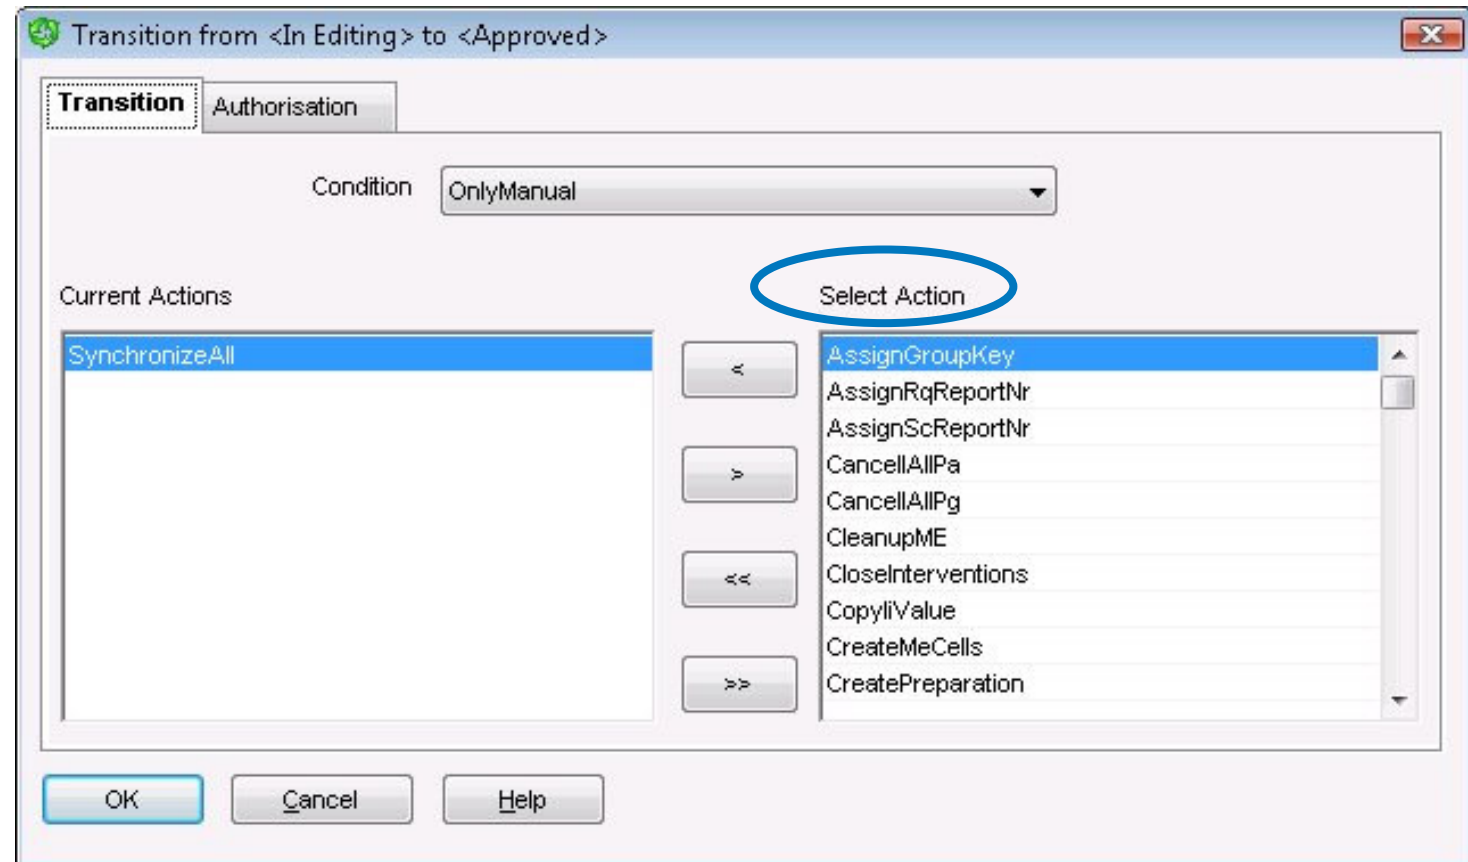 Transition from <In Editing> to <Approved>
Transition
Authorisation
Condition
OnlyManual
Current Actions
Select Action
SynchronizeAll
<
>
<<
>>
AssignGroupKey
AssignRqReportNr
AssignScReportNr
CancellAllPa
CancellAllPg
CleanupME
CloseInterventions
CopyIiValue
CreateMeCells
CreatePreparation
OK
Cancel
Help